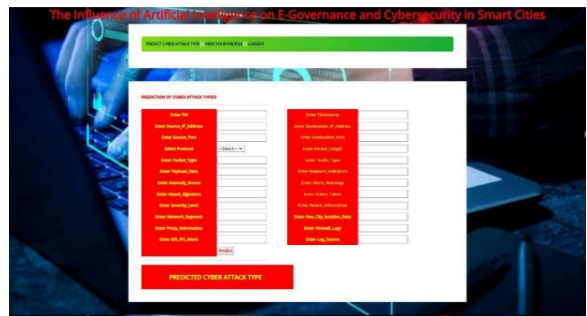 The Influence of Artificial Intelligence on E-Governance and Cybersecurity in Smart Cities
PREDICT CYBER ATTACK TYPE VIEW YOUR PROFILE LOGOUT
PREDICTION OF CYBER ATTACK TYPES
Enter Fid Enter Timestamp
Enter Source_IP_Address Enter Destination_IP_Address
Enter Source_Port Enter Destination_Port
Select Protocol --Select-- Enter Packet_Length
Enter Packet_Type Enter Traffic_Type
Enter Payload_Data Enter Malware_Indicators
Enter Anomaly_Scores Enter Alerts_Warnings
Enter Attack_Signature Enter Action_Taken
Enter Severity_Level Enter Device_Information
Enter Network_Segment Enter Geo_City_location_Data
Enter Proxy_Information Enter Firewall_Logs
Enter IDS_IPS_Alerts Enter Log_Source
Predict
PREDICTED CYBER ATTACK TYPE